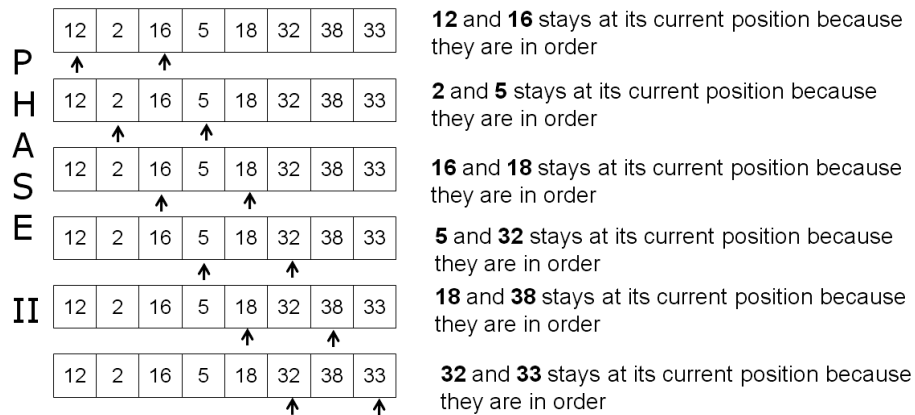 PHASE II
12 2 16 5 18 32 38 33
12 and 16 stays at its current position because
they are in order
12 2 16 5 18 32 38 33
2 and 5 stays at its current position because
they are in order
12 2 16 5 18 32 38 33
16 and 18 stays at its current position because
they are in order
12 2 16 5 18 32 38 33
5 and 32 stays at its current position because
they are in order
12 2 16 5 18 32 38 33
18 and 38 stays at its current position because
they are in order
12 2 16 5 18 32 38 33
32 and 33 stays at its current position because
they are in order